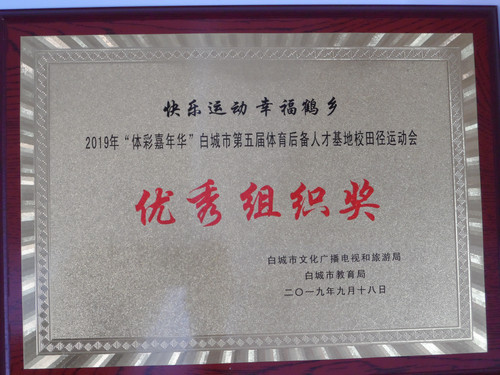 快乐运动幸福鹤乡
2019年“体彩嘉年华”白城市第五届体育后备人才基地校田径运动会
优秀组织奖
白城市文化广播电视和旅游局
白城市教育局
二〇一九年九月十八日